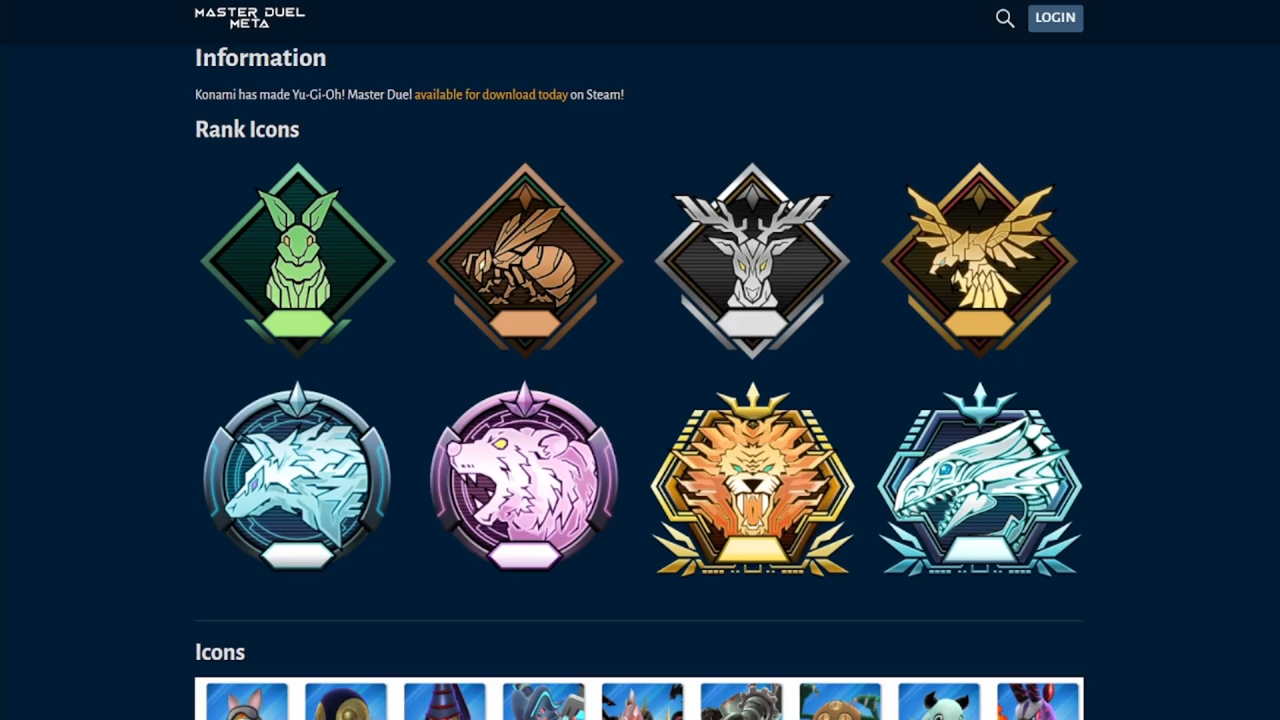 MASTER DUEL
META
LOGIN
Information
Konami has made Yu-Gi-Oh! Master Duel available for download today on Steam!
Rank Icons
Icons